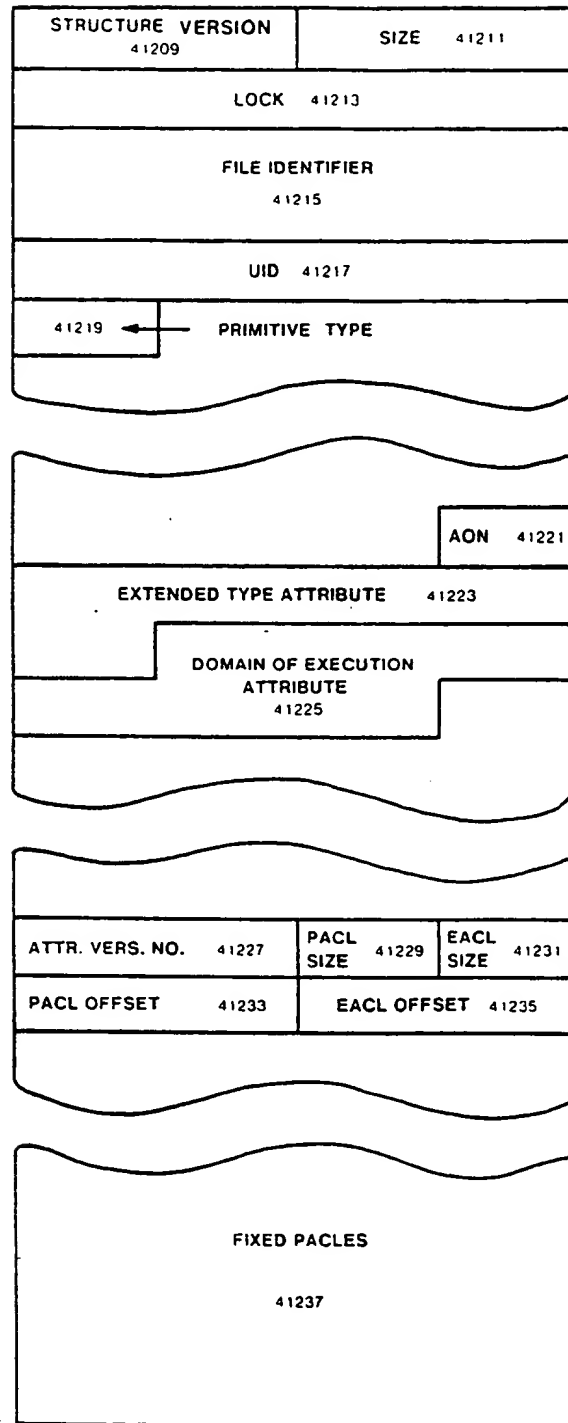 STRUCTURE VERSION
41209
SIZE 41211
LOCK 41213
FILE IDENTIFIER
41215
UID 41217
41219 PRIMITIVE TYPE
AON 41221
EXTENDED TYPE ATTRIBUTE 41223
DOMAIN OF EXECUTION
ATTRIBUTE
41225
ATTR. VERS. NO. 41227
PACL
SIZE 41229
EACL
SIZE 41231
PACL OFFSET 41233
EACL OFFSET 41235
FIXED PACLES
41237